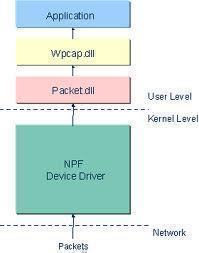 Application
Wpcap.dll
Packet.dll
User Level
Kernel Level
NPF
Device Driver
Network
Packets